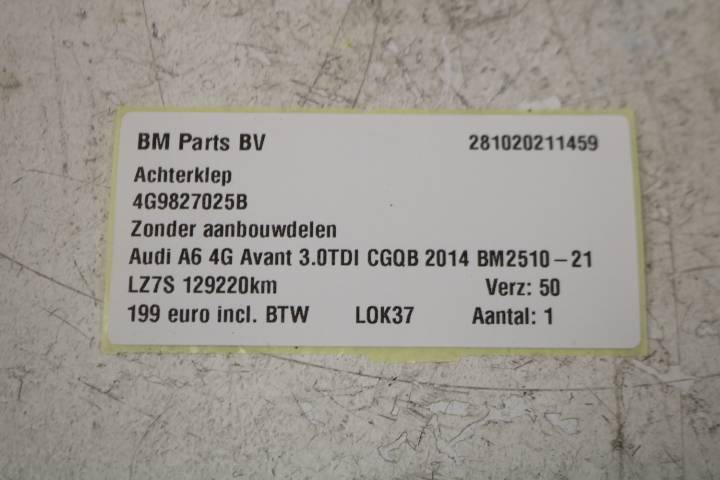 BM Parts BV 281020211459
Achterklep
4G9827025B
Zonder aanbouwdelen
Audi A6 4G Avant 3.0TDI CGQB 2014 BM2510-21
LZ7S 129220km Verz: 50
199 euro incl. BTW LOK37 Aantal: 1